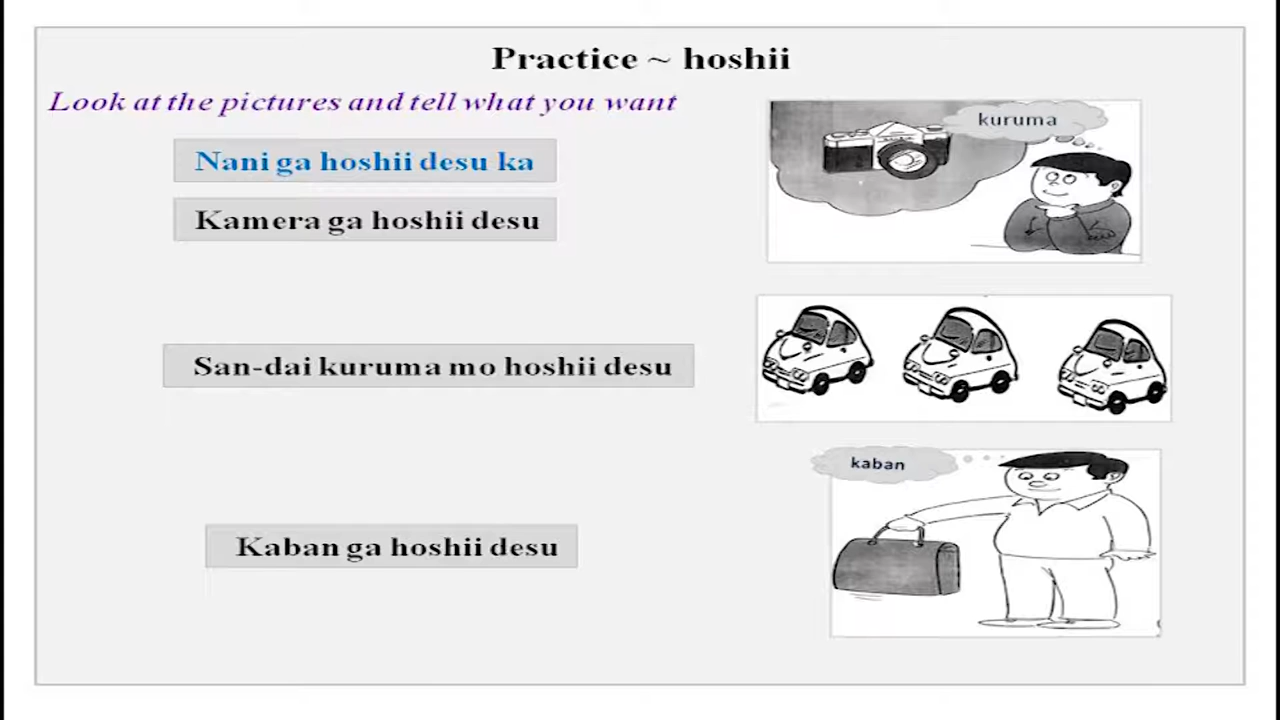 Practice ~ hoshii
Look at the pictures and tell what you want
kuruma
Nani ga hoshii desu ka
Kamera ga hoshii desu
San-dai kuruma mo hoshii desu
kaban
Kaban ga hoshii desu